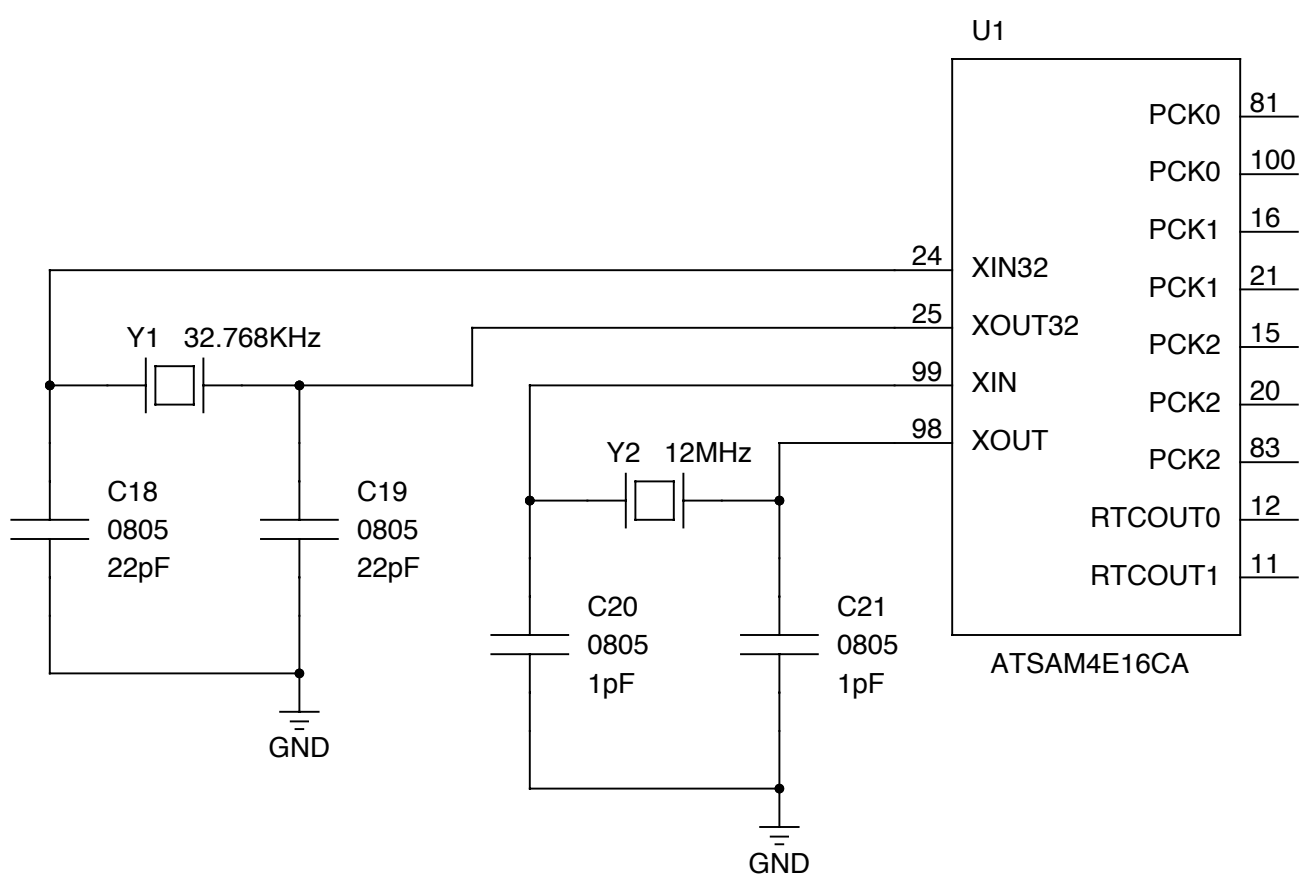 U1
PCK0 81
PCK0 100
PCK1 16
24 XIN32
PCK1 21
25 XOUT32
Y1 32.768KHz
PCK2 15
99 XIN
PCK2 20
98 XOUT
Y2 12MHz
PCK2 83
C18
0805
22pF
C19
0805
22pF
RTCOUT0 12
RTCOUT1 11
C20
0805
1pF
C21
0805
1pF
ATSAM4E16CA
GND
GND